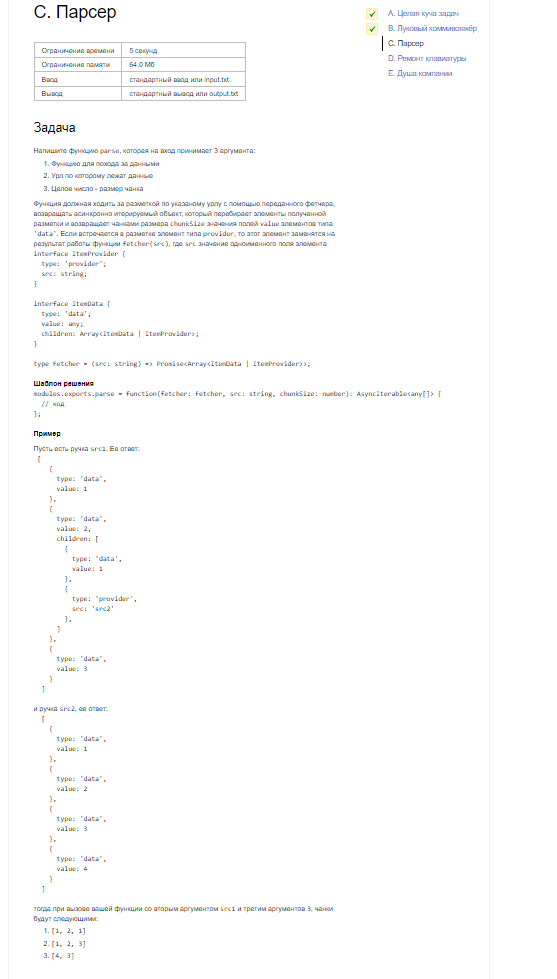 C. Парсер
A. Целая куча задач
B. Луковый коммивояжёр
C. Парсер
D. Ремонт клавиатуры
E. Душа компании
Ограничение времени 5 секунд
Ограничение памяти 64.0 Мб
Ввод стандартный ввод или input.txt
Вывод стандартный вывод или output.txt
Задача
Напишите функцию parse, которая на вход принимает 3 аргумента:
1. Функцию для похода за данными
2. Урл по которому лежат данные
3. Целое число - размер чанка
Функция должная ходить за разметкой по указаному урлу с помощью переданного фетчера,
возвращать асинхронно итерируемый объект, который перебирает элементы полученной
разметки и возвращает чанками размера chunkSize значения полей value элементов типа
'data'. Если встречается в разметке элемент типа provider, то этот элемент заменятся на
результат работы функции fetcher(src), где src значение одноименного поля элемента
interface ItemProvider {
type: 'provider';
src: string;
}
interface ItemData {
type: 'data';
value: any;
children: Array<ItemData | ItemProvider>;
}
type Fetcher = (src: string) => Promise<Array<ItemData | ItemProvider>>;
Шаблон решения
modules.exports.parse = function(fetcher: Fetcher, src: string, chunkSize: number): AsyncIterable<any[]> {
// код
};
Пример
Пусть есть ручка src1. Ее ответ:
[
{
type: 'data',
value: 1
},
{
type: 'data',
value: 2,
children: [
{
type: 'data',
value: 1
},
{
type: 'provider',
src: 'src2'
},
]
},
{
type: 'data',
value: 3
}
]
и ручка src2, ее ответ:
[
{
type: 'data',
value: 1
},
{
type: 'data',
value: 2
},
{
type: 'data',
value: 3
},
{
type: 'data',
value: 4
}
]
тогда при вызове вашей функции со вторым аргументом src1 и третим аргументов 3, чанки
будут следующими:
1. [1, 2, 1]
2. [1, 2, 3]
3. [4, 3]